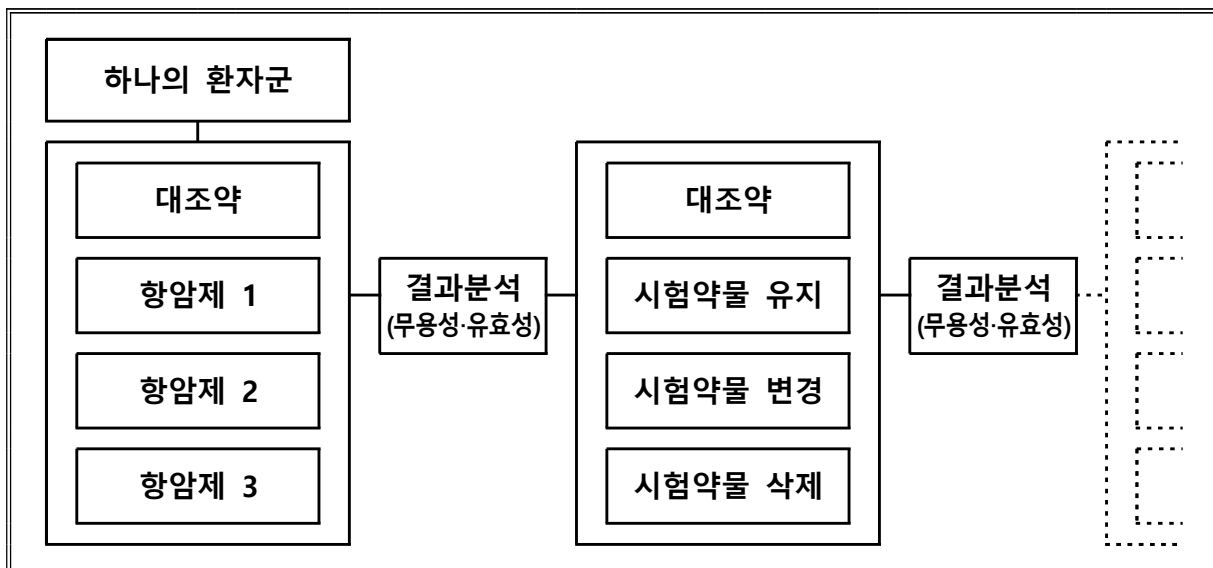 하나의 환자군
대조약
항암제 1
항암제 2
항암제 3
결과분석
(무용성·유효성)
대조약
시험약물 유지
시험약물 변경
시험약물 삭제
결과분석
(무용성·유효성)